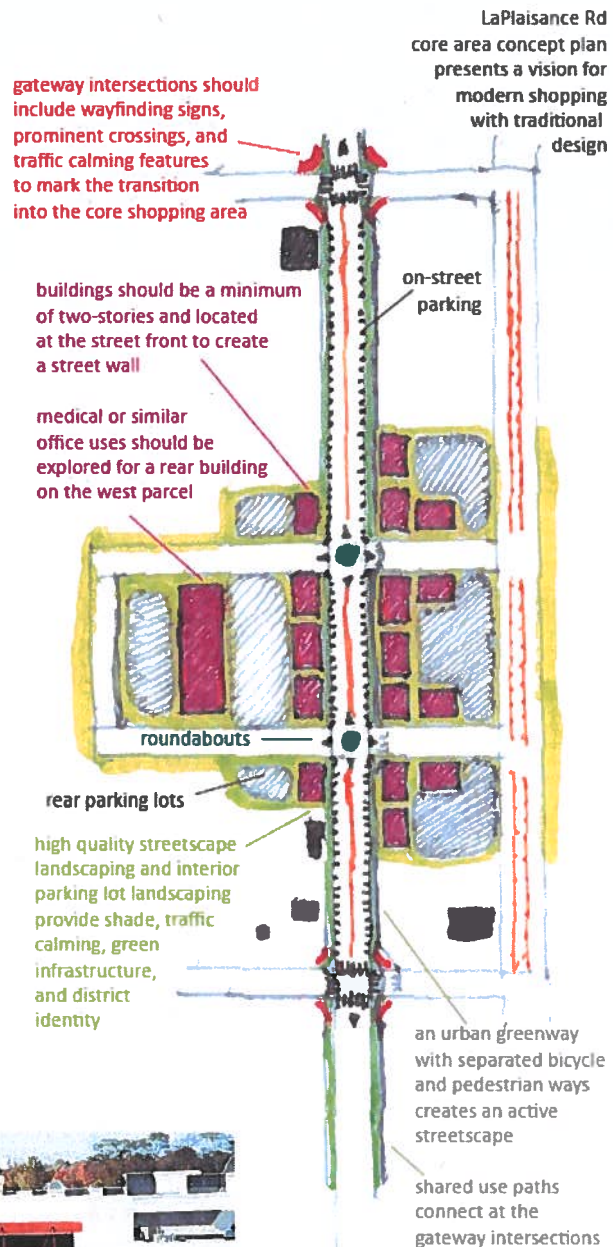 LaPlaisance Rd
core area concept plan
presents a vision for
modern shopping
with traditional
design
gateway intersections should
include wayfinding signs,
prominent crossings, and
traffic calming features
to mark the transition
into the core shopping area
on-street
parking
buildings should be a minimum
of two-stories and located
at the street front to create
a street wall
medical or similar
office uses should be
explored for a rear building
on the west parcel
roundabouts
rear parking lots
high quality streetscape
landscaping and interior
parking lot landscaping
provide shade, traffic
calming, green
infrastructure,
and district
identity
an urban greenway
with separated bicycle
and pedestrian ways
creates an active
streetscape
shared use paths
connect at the
gateway intersections